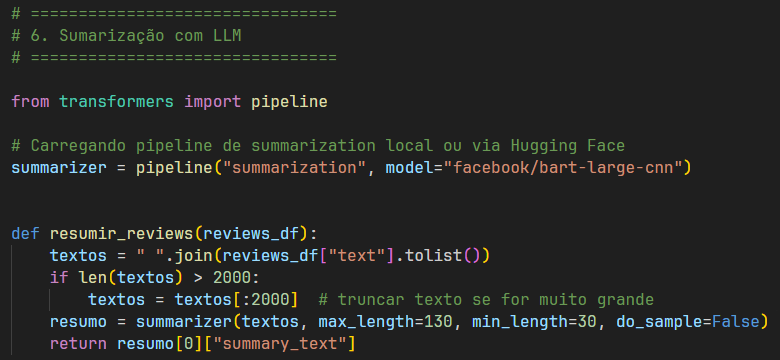 # ================================
# 6. Sumarização com LLM
# ================================
from transformers import pipeline
# Carregando pipeline de summarization local ou via Hugging Face
summarizer = pipeline("summarization", model="facebook/bart-large-cnn")
def resumir_reviews(reviews_df):
    textos = " ".join(reviews_df["text"].tolist())
    if len(textos) > 2000:
        textos = textos[:2000]  # truncar texto se for muito grande
    resumo = summarizer(textos, max_length=130, min_length=30, do_sample=False)
    return resumo[0]["summary_text"]